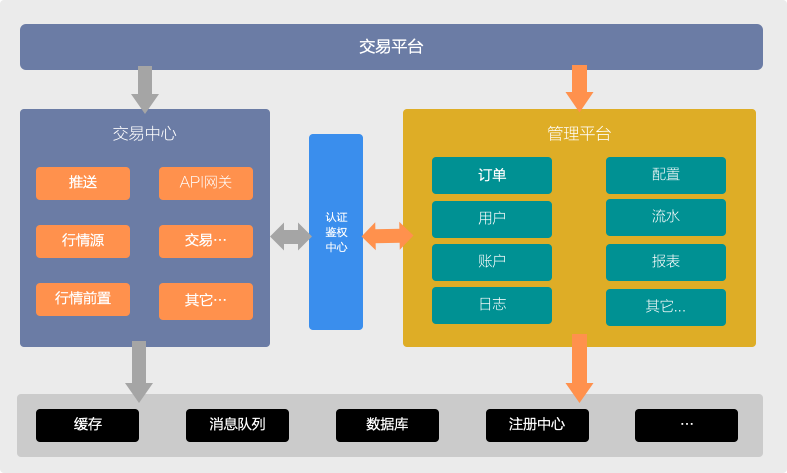 交易平台
交易中心
推送
API网关
行情源
交易…
行情前置
其它…
认证
鉴权
中心
管理平台
订单
配置
用户
流水
账户
报表
日志
其它...
缓存
消息队列
数据库
注册中心
…